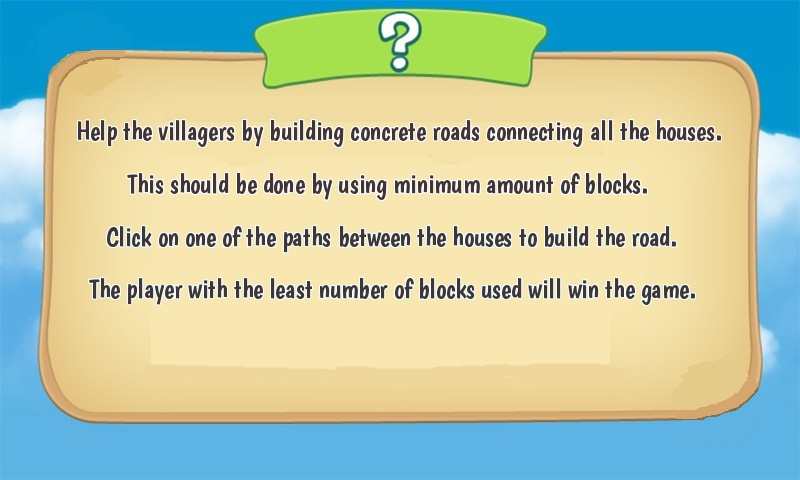 ?
Help the villagers by building concrete roads connecting all the houses.
This should be done by using minimum amount of blocks.
Click on one of the paths between the houses to build the road.
The player with the least number of blocks used will win the game.